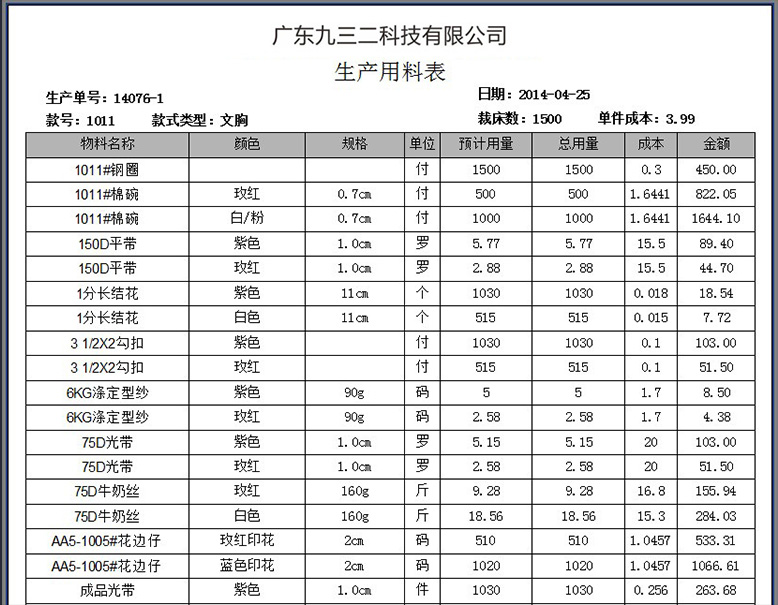 广东九三二科技有限公司
生产用料表
生产单号：14076-1 日期：2014-04-25
款号：1011 款式类型：文胸 裁床数：1500 单件成本：3.99
物料名称 颜色 规格 单位 预计用量 总用量 成本 金额
1011#钢圈 付 1500 1500 0.3 450.00
1011#棉碗 玫红 0.7cm 付 500 500 1.6441 822.05
1011#棉碗 白/粉 0.7cm 付 1000 1000 1.6441 1644.10
150D平带 紫色 1.0cm 罗 5.77 5.77 15.5 89.40
150D平带 玫红 1.0cm 罗 2.88 2.88 15.5 44.70
1分长结花 紫色 11cm 个 1030 1030 0.018 18.54
1分长结花 白色 11cm 个 515 515 0.015 7.72
3 1/2X2勾扣 紫色 付 1030 1030 0.1 103.00
3 1/2X2勾扣 玫红 付 515 515 0.1 51.50
6KG涤定型纱 紫色 90g 码 5 5 1.7 8.50
6KG涤定型纱 玫红 90g 码 2.58 2.58 1.7 4.38
75D光带 紫色 1.0cm 罗 5.15 5.15 20 103.00
75D光带 玫红 1.0cm 罗 2.58 2.58 20 51.50
75D牛奶丝 玫红 160g 斤 9.28 9.28 16.8 155.94
75D牛奶丝 白色 160g 斤 18.56 18.56 15.3 284.03
AA5-1005#花边仔 玫红印花 2cm 码 510 510 1.0457 533.31
AA5-1005#花边仔 蓝色印花 2cm 码 1020 1020 1.0457 1066.61
成品光带 紫色 1.0cm 件 1030 1030 0.256 263.68